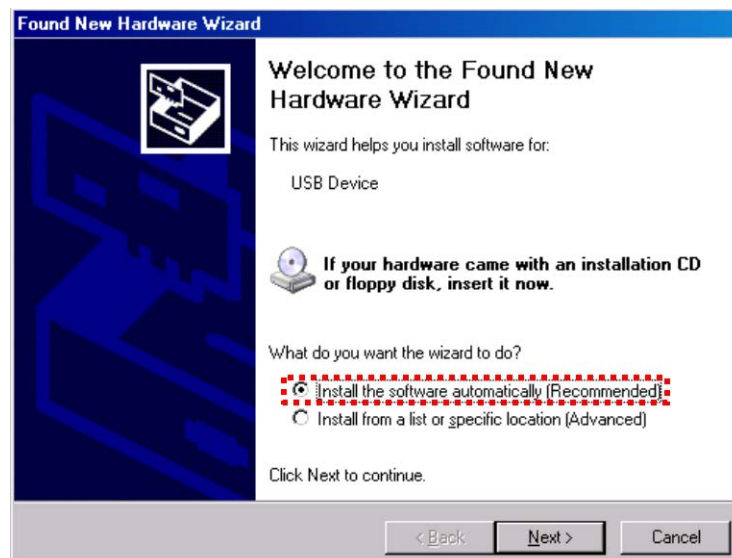 Found New Hardware Wizard
Welcome to the Found New
Hardware Wizard
This wizard helps you install software for:
USB Device
If your hardware came with an installation CD
or floppy disk, insert it now.
What do you want the wizard to do?
Install the software automatically (Recommended)
Install from a list or specific location (Advanced)
Click Next to continue.
< Back Next > Cancel